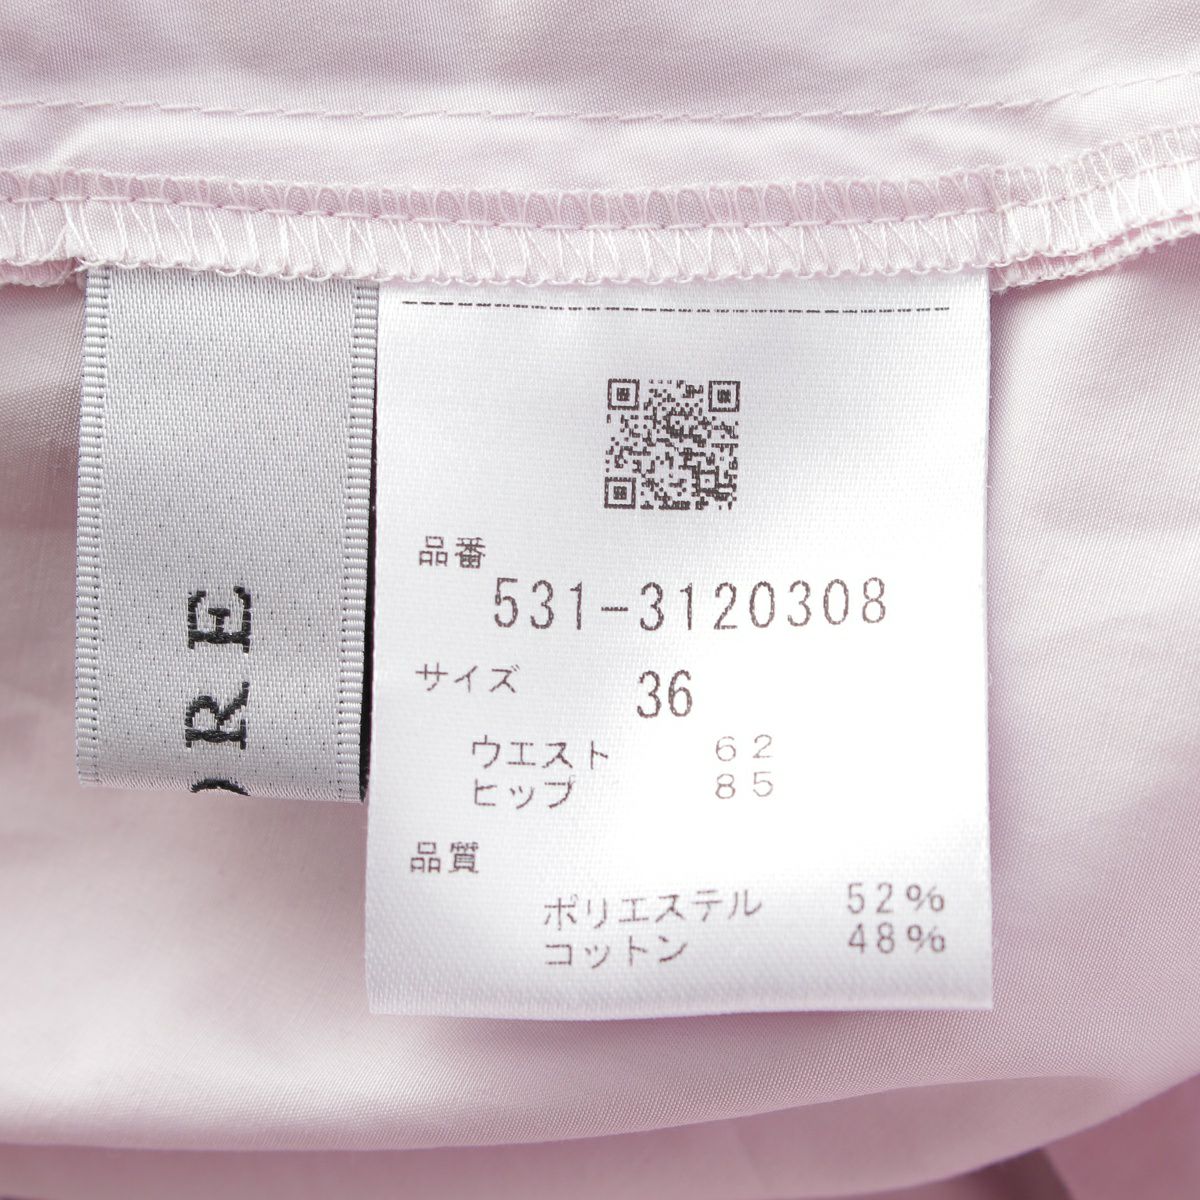 ORE
品番
531-3120308
サイズ 36
ウエスト 62
ヒップ 85
品質
ポリエステル 52%
コットン 48%